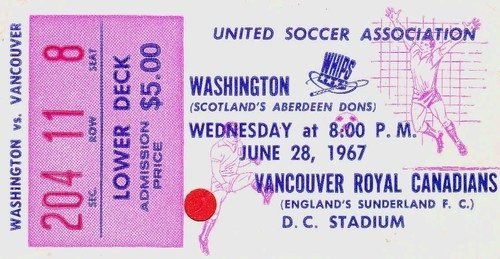 WASHINGTON vs. VANCOUVER
204 11 8
SEC. ROW SEAT
LOWER DECK
ADMISSION PRICE $5.00
UNITED SOCCER ASSOCIATION
WHIPS
WASHINGTON
(SCOTLAND'S ABERDEEN DONS)
WEDNESDAY at 8:00 P.M.
JUNE 28, 1967
VANCOUVER ROYAL CANADIANS
(ENGLAND'S SUNDERLAND F.C.)
D.C. STADIUM